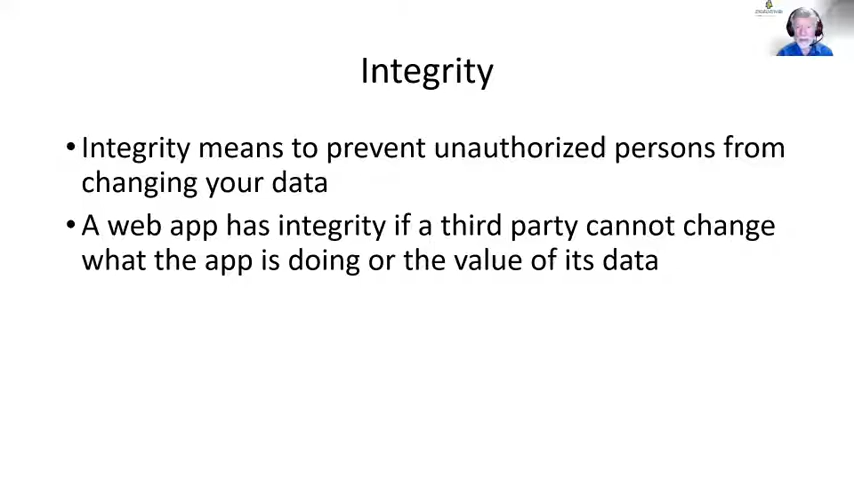 Integrity
•Integrity means to prevent unauthorized persons from
changing your data
•A web app has integrity if a third party cannot change
what the app is doing or the value of its data